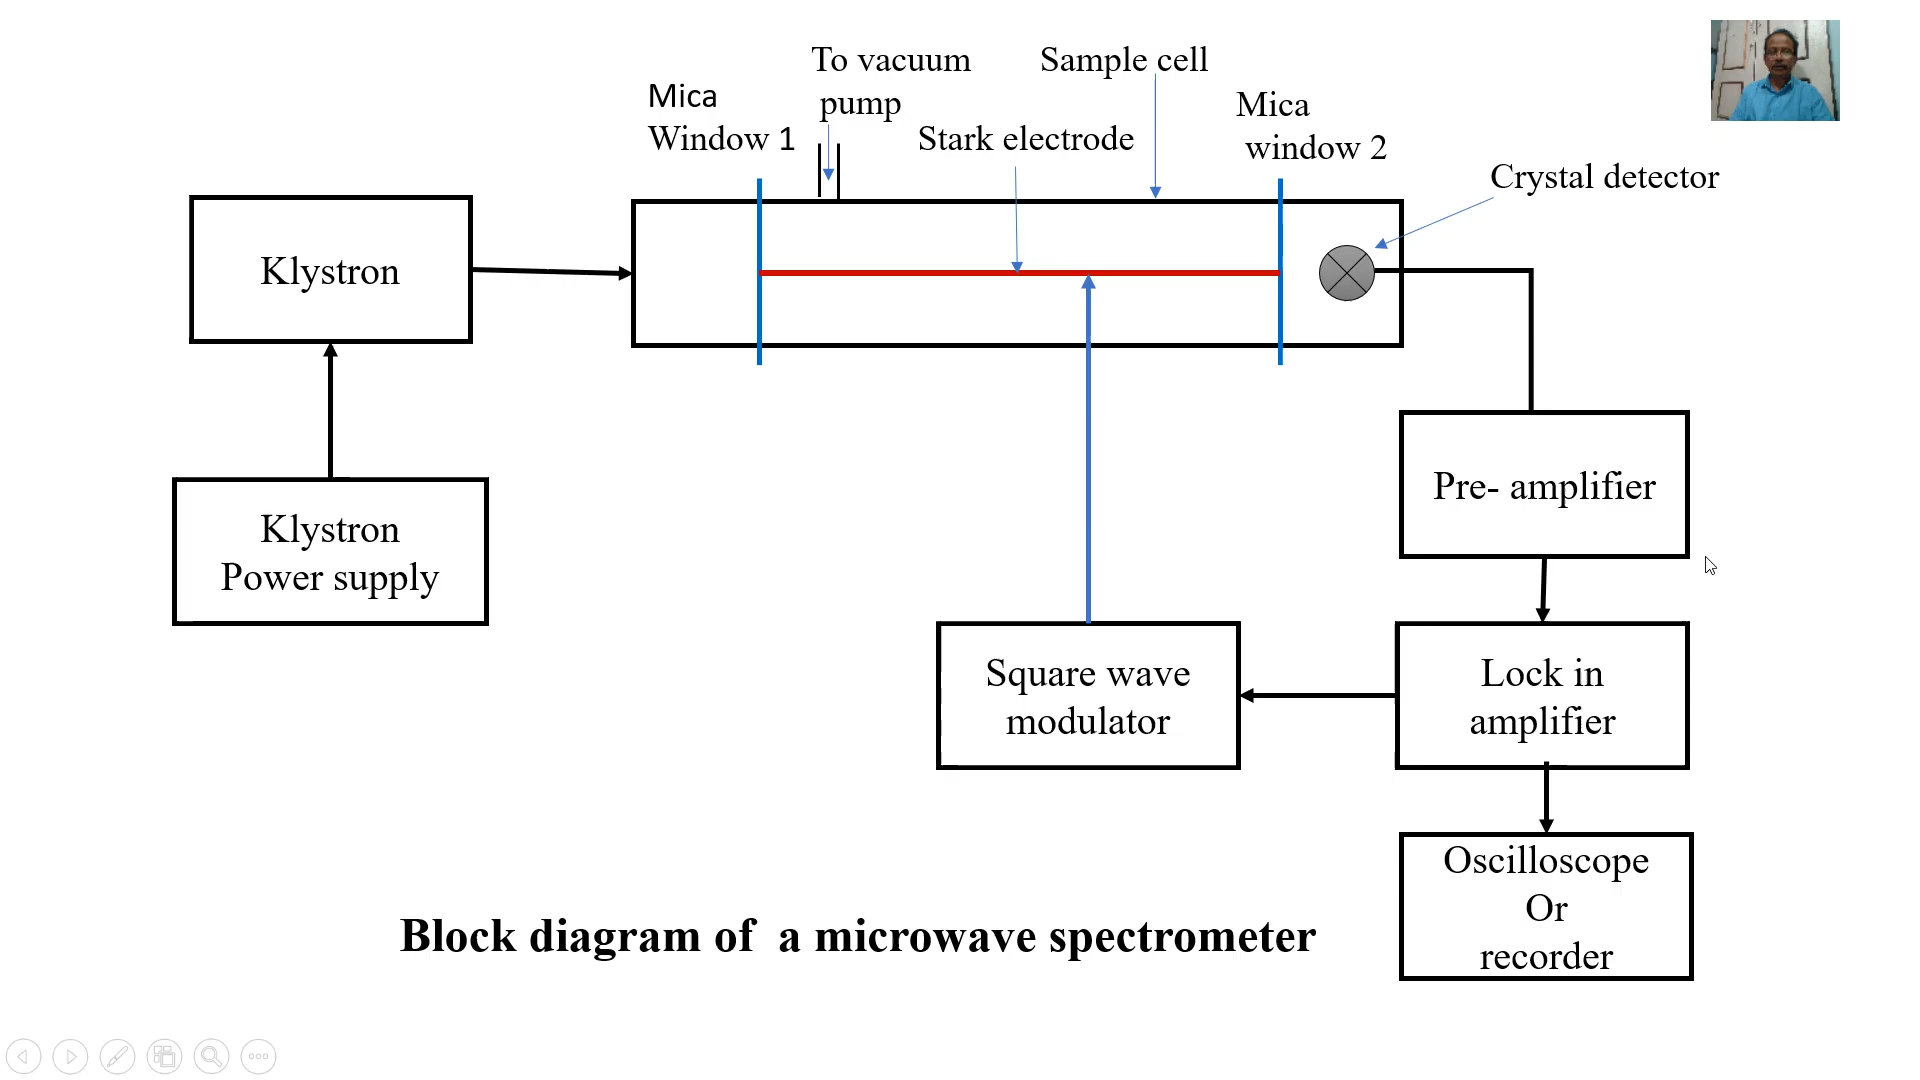 To vacuum
pump
Sample cell
Mica
Window 1
Stark electrode
Mica
window 2
Crystal detector
Klystron
Klystron
Power supply
Pre- amplifier
Square wave
modulator
Lock in
amplifier
Oscilloscope
Or
recorder
Block diagram of  a microwave spectrometer